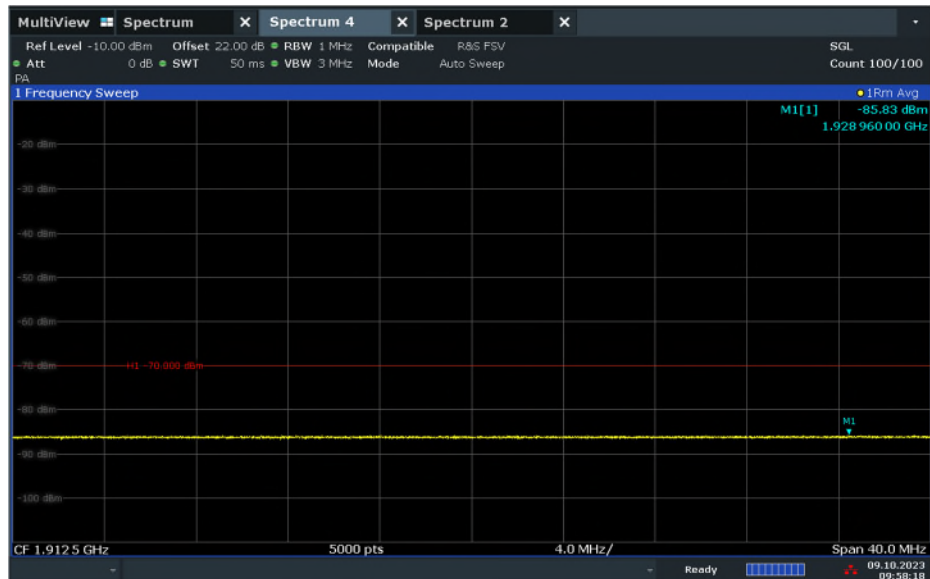 MultiView Spectrum X Spectrum 4 X Spectrum 2 X
Ref Level -10.00 dBm Offset 22.00 dB RBW 1 MHz Compatible R&S FSV SGL
Att 0 dB SWT 50 ms VBW 3 MHz Mode Auto Sweep Count 100/100
PA
1 Frequency Sweep 1Rm Avg
M1[1] -85.83 dBm
1.928 960 00 GHz
-20 dBm
-30 dBm
-40 dBm
-50 dBm
-60 dBm
-70 dBm H1 -70.000 dBm
-80 dBm
M1
-90 dBm
-100 dBm
CF 1.912 5 GHz 5000 pts 4.0 MHz/ Span 40.0 MHz
Ready 09.10.2023
09:58:18